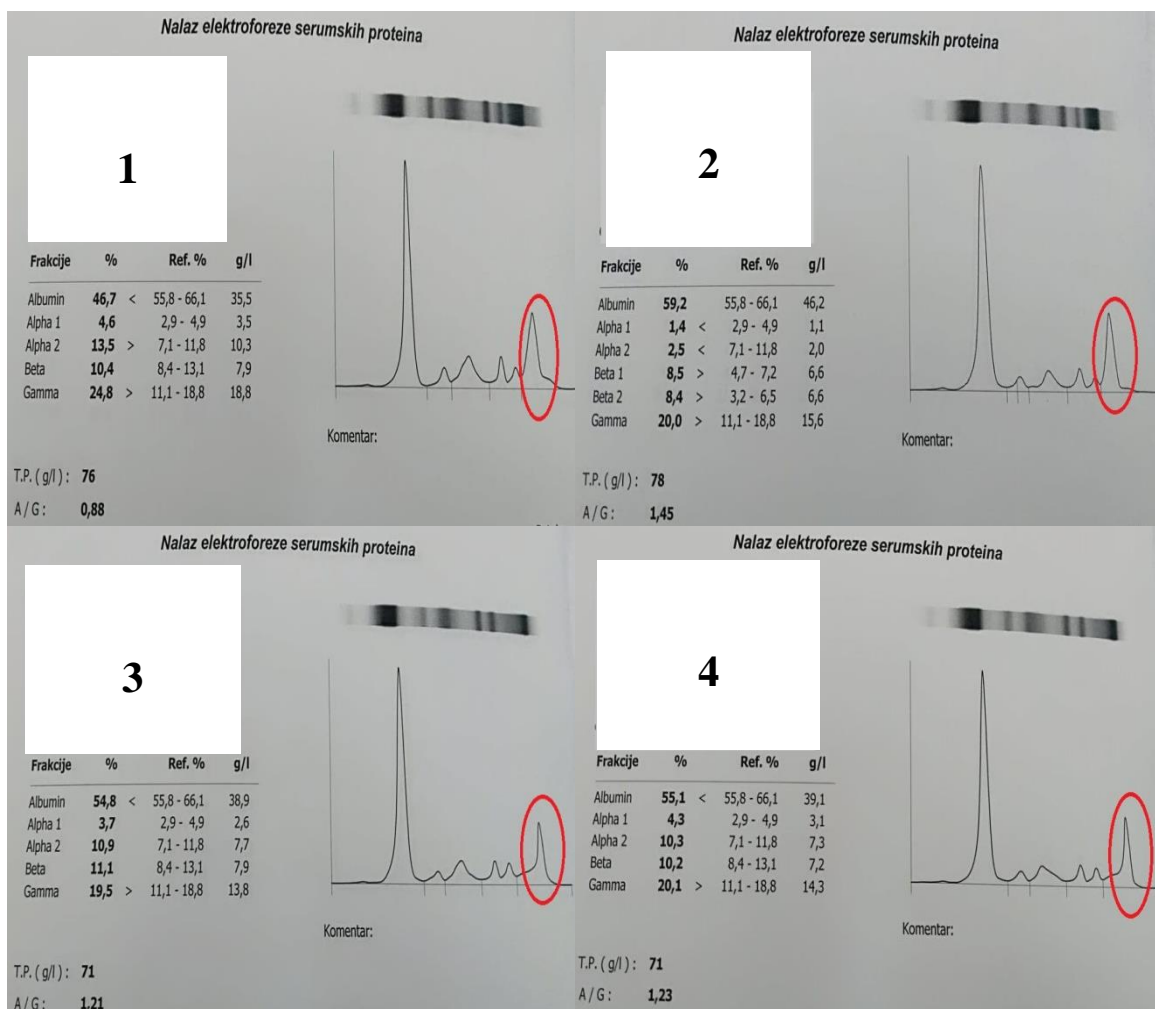 Nalaz elektroforeze serumskih proteina
1
Frakcije % Ref. % g/l
Albumin 46,7 < 55,8 - 66,1 35,5
Alpha 1 4,6 2,9 - 4,9 3,5
Alpha 2 13,5 > 7,1 - 11,8 10,3
Beta 10,4 8,4 - 13,1 7,9
Gamma 24,8 > 11,1 - 18,8 18,8
Komentar:
T.P. ( g/l ) : 76
A / G : 0,88
Nalaz elektroforeze serumskih proteina
2
Frakcije % Ref. % g/l
Albumin 59,2 55,8 - 66,1 46,2
Alpha 1 1,4 < 2,9 - 4,9 1,1
Alpha 2 2,5 < 7,1 - 11,8 2,0
Beta 1 8,5 > 4,7 - 7,2 6,6
Beta 2 8,4 > 3,2 - 6,5 6,6
Gamma 20,0 > 11,1 - 18,8 15,6
Komentar:
T.P. ( g/l ) : 78
A / G : 1,45
Nalaz elektroforeze serumskih proteina
3
Frakcije % Ref. % g/l
Albumin 54,8 < 55,8 - 66,1 38,9
Alpha 1 3,7 2,9 - 4,9 2,6
Alpha 2 10,9 7,1 - 11,8 7,7
Beta 11,1 8,4 - 13,1 7,9
Gamma 19,5 > 11,1 - 18,8 13,8
Komentar:
T.P. ( g/l ) : 71
A / G : 1,21
Nalaz elektroforeze serumskih proteina
4
Frakcije % Ref. % g/l
Albumin 55,1 < 55,8 - 66,1 39,1
Alpha 1 4,3 2,9 - 4,9 3,1
Alpha 2 10,3 7,1 - 11,8 7,3
Beta 10,2 8,4 - 13,1 7,2
Gamma 20,1 > 11,1 - 18,8 14,3
Komentar:
T.P. ( g/l ) : 71
A / G : 1,23